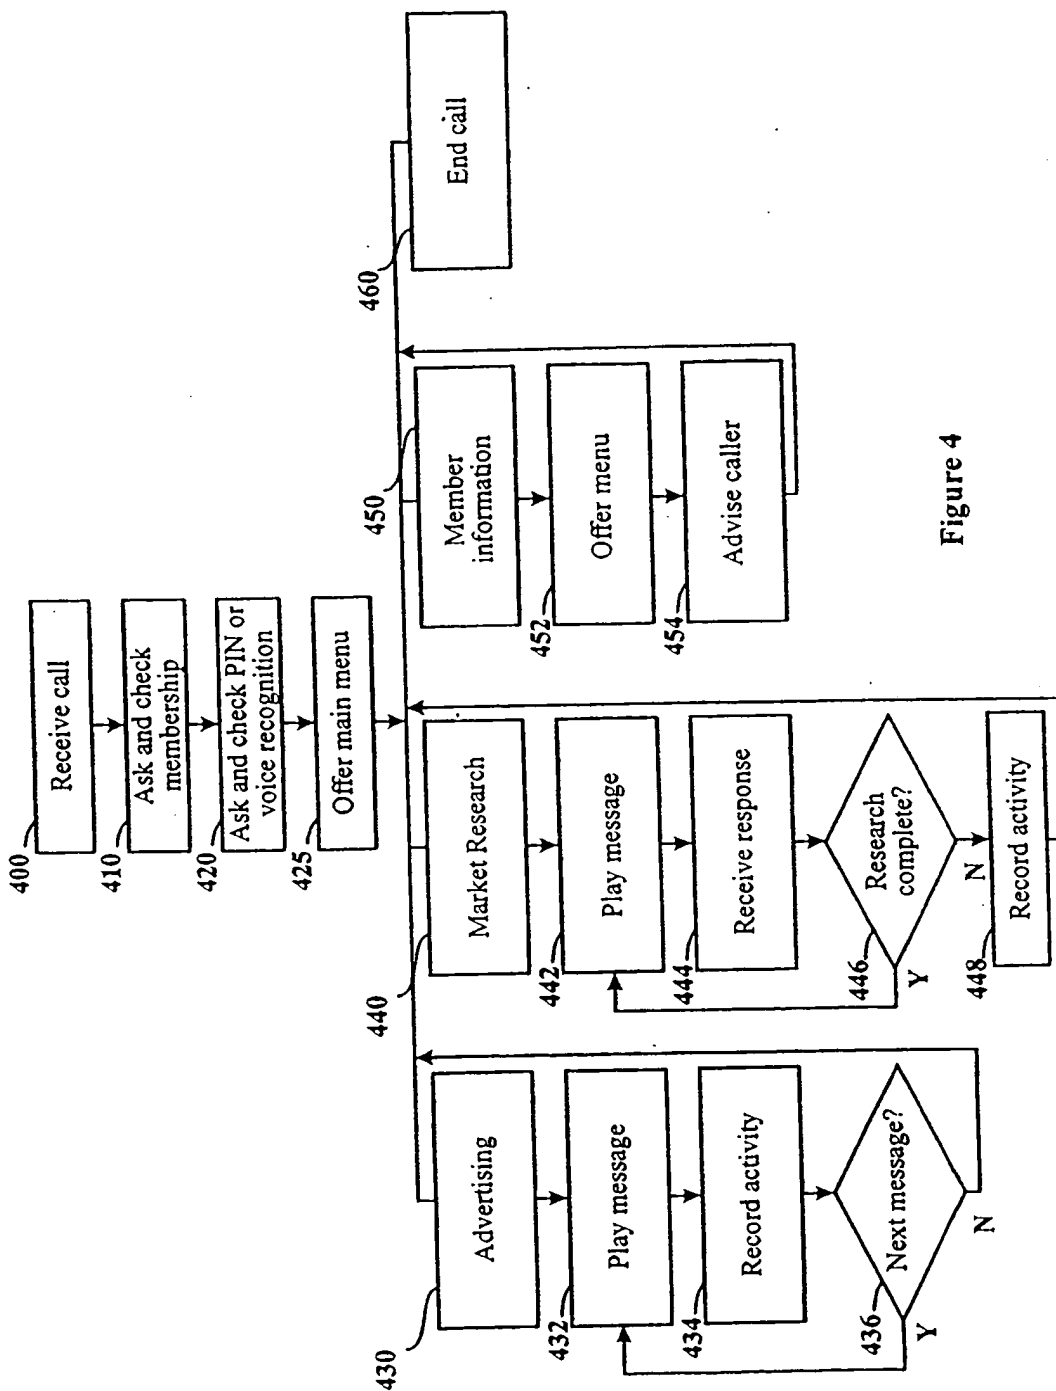 400
Receive call
410
Ask and check
membership
420
Ask and check PIN or
voice recognition
425
Offer main menu
430
Advertising
432
Play message
434
Record activity
436
Next message?
Y
N
440
Market Research
442
Play message
444
Receive response
446
Research
complete?
Y
N
448
Record activity
450
Member
information
452
Offer menu
454
Advise caller
460
End call
Figure 4